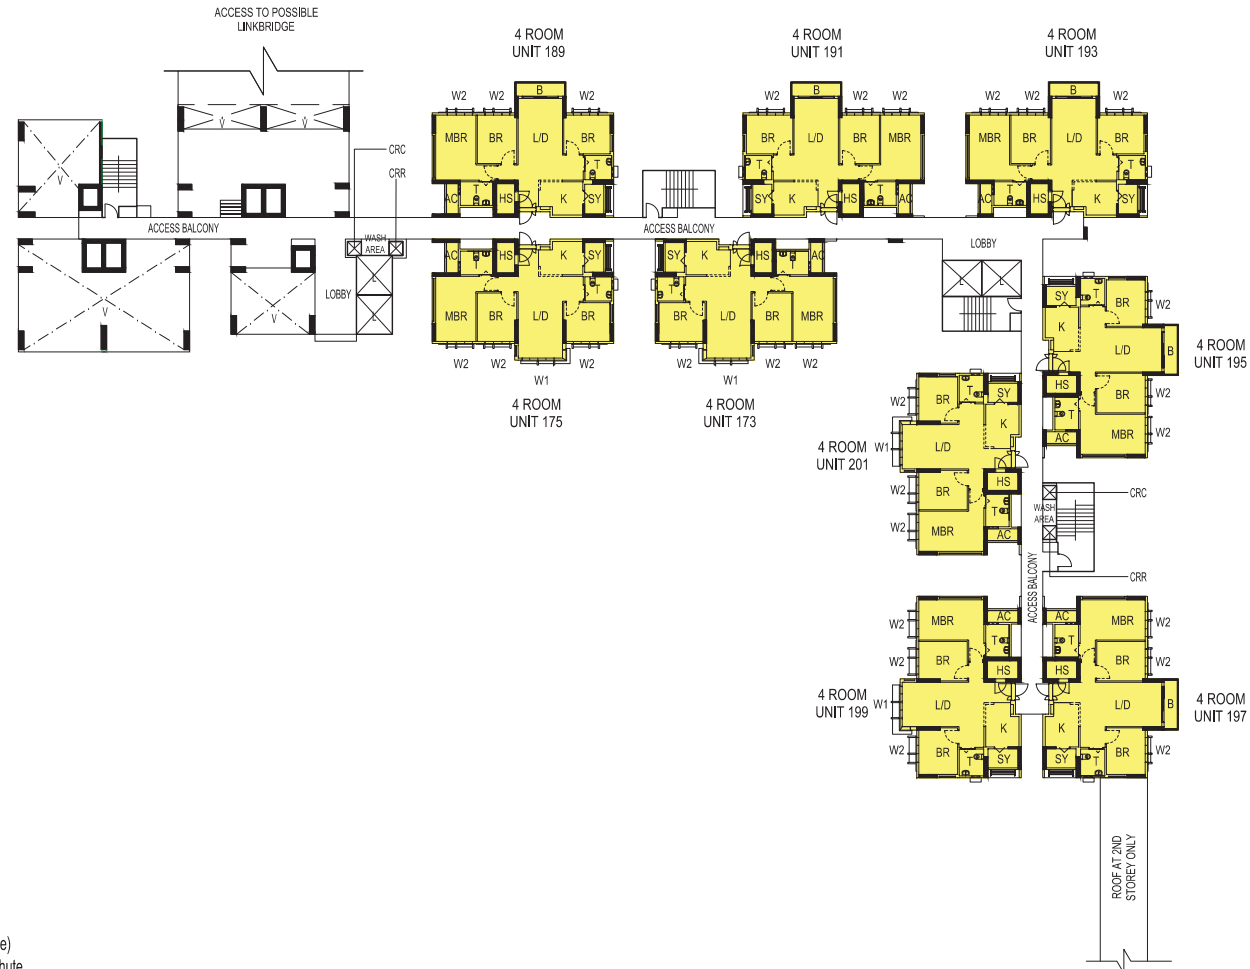 ACCESS TO POSSIBLE
LINKBRIDGE
4 ROOM
UNIT 189
4 ROOM
UNIT 191
4 ROOM
UNIT 193
W2 W2 B W2
W2 B W2 W2
W2 W2 B W2
MBR BR L/D BR
BR L/D BR MBR
MBR BR L/D BR
V V
CRC
CRR
V
T T T T
AC T HS K SY
SY K HS T AC
AC T HS K SY
ACCESS BALCONY
WASH
AREA
ACCESS BALCONY
LOBBY
AC T HS K
SY K HS T AC
T T
LOBBY
L
L
L L
V V
MBR BR L/D BR
BR L/D BR MBR
W2 W2 W2
W2 W2 W2
W1
W1
4 ROOM
UNIT 175
4 ROOM
UNIT 173
SY T BR W2
K L/D B
4 ROOM
UNIT 195
HS BR W2
T
AC MBR W2
W2 BR T SY
K
4 ROOM
UNIT 201
W1 L/D
W2 BR HS
T
W2 MBR AC
CRC
WASH
AREA
CRR
ACCESS BALCONY
W2 MBR AC
T
W2 BR HS
4 ROOM
UNIT 199
W1 L/D
K
W2 BR T SY
AC MBR W2
T
HS BR W2
L/D B
4 ROOM
UNIT 197
K
SY T BR W2
ROOF AT 2ND
STOREY ONLY
e)
hute